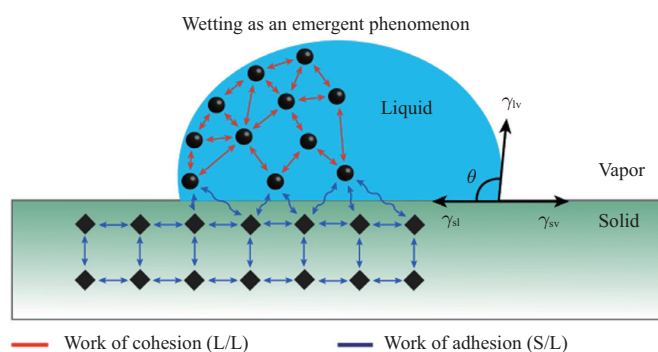 Wetting as an emergent phenomenon
Liquid
γlv
θ
Vapor
γsl
γsv
Solid
Work of cohesion (L/L)
Work of adhesion (S/L)